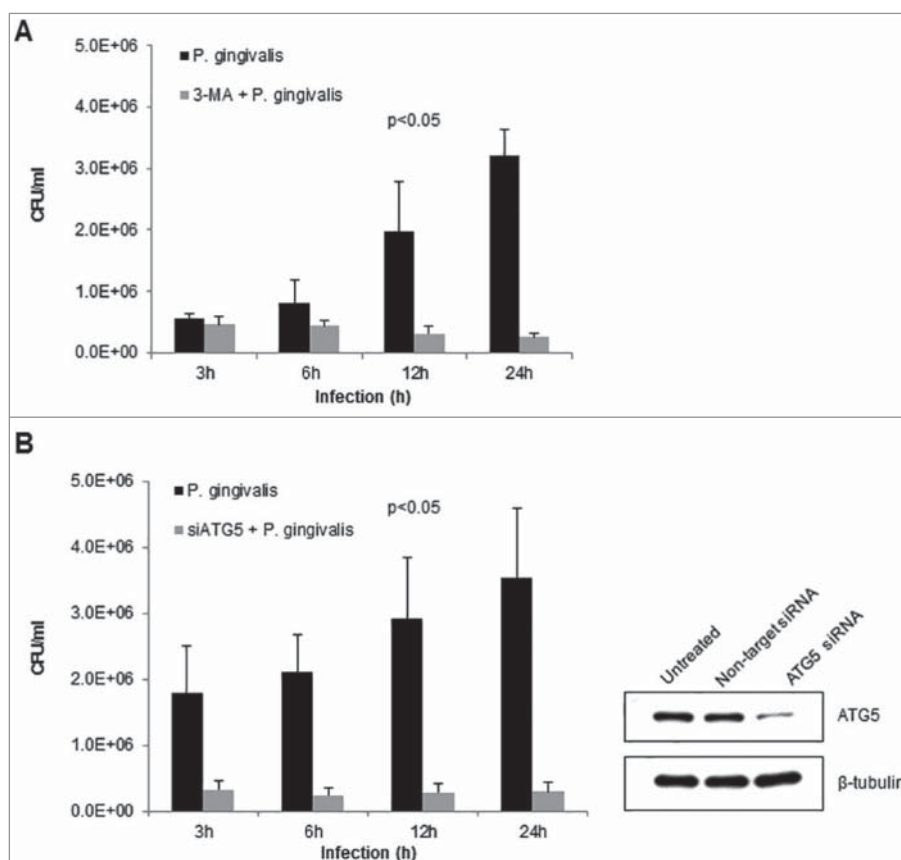 A
5.0E+06
4.0E+06
3.0E+06
2.0E+06
1.0E+06
0.0E+00
CFU/ml
P. gingivalis
3-MA + P. gingivalis
p<0.05
3h 6h 12h 24h
Infection (h)
B
5.0E+06
4.0E+06
3.0E+06
2.0E+06
1.0E+06
0.0E+00
CFU/ml
P. gingivalis
siATG5 + P. gingivalis
p<0.05
3h 6h 12h 24h
Infection (h)
Untreated
Non-target siRNA
ATG5 siRNA
ATG5
β-tubulin